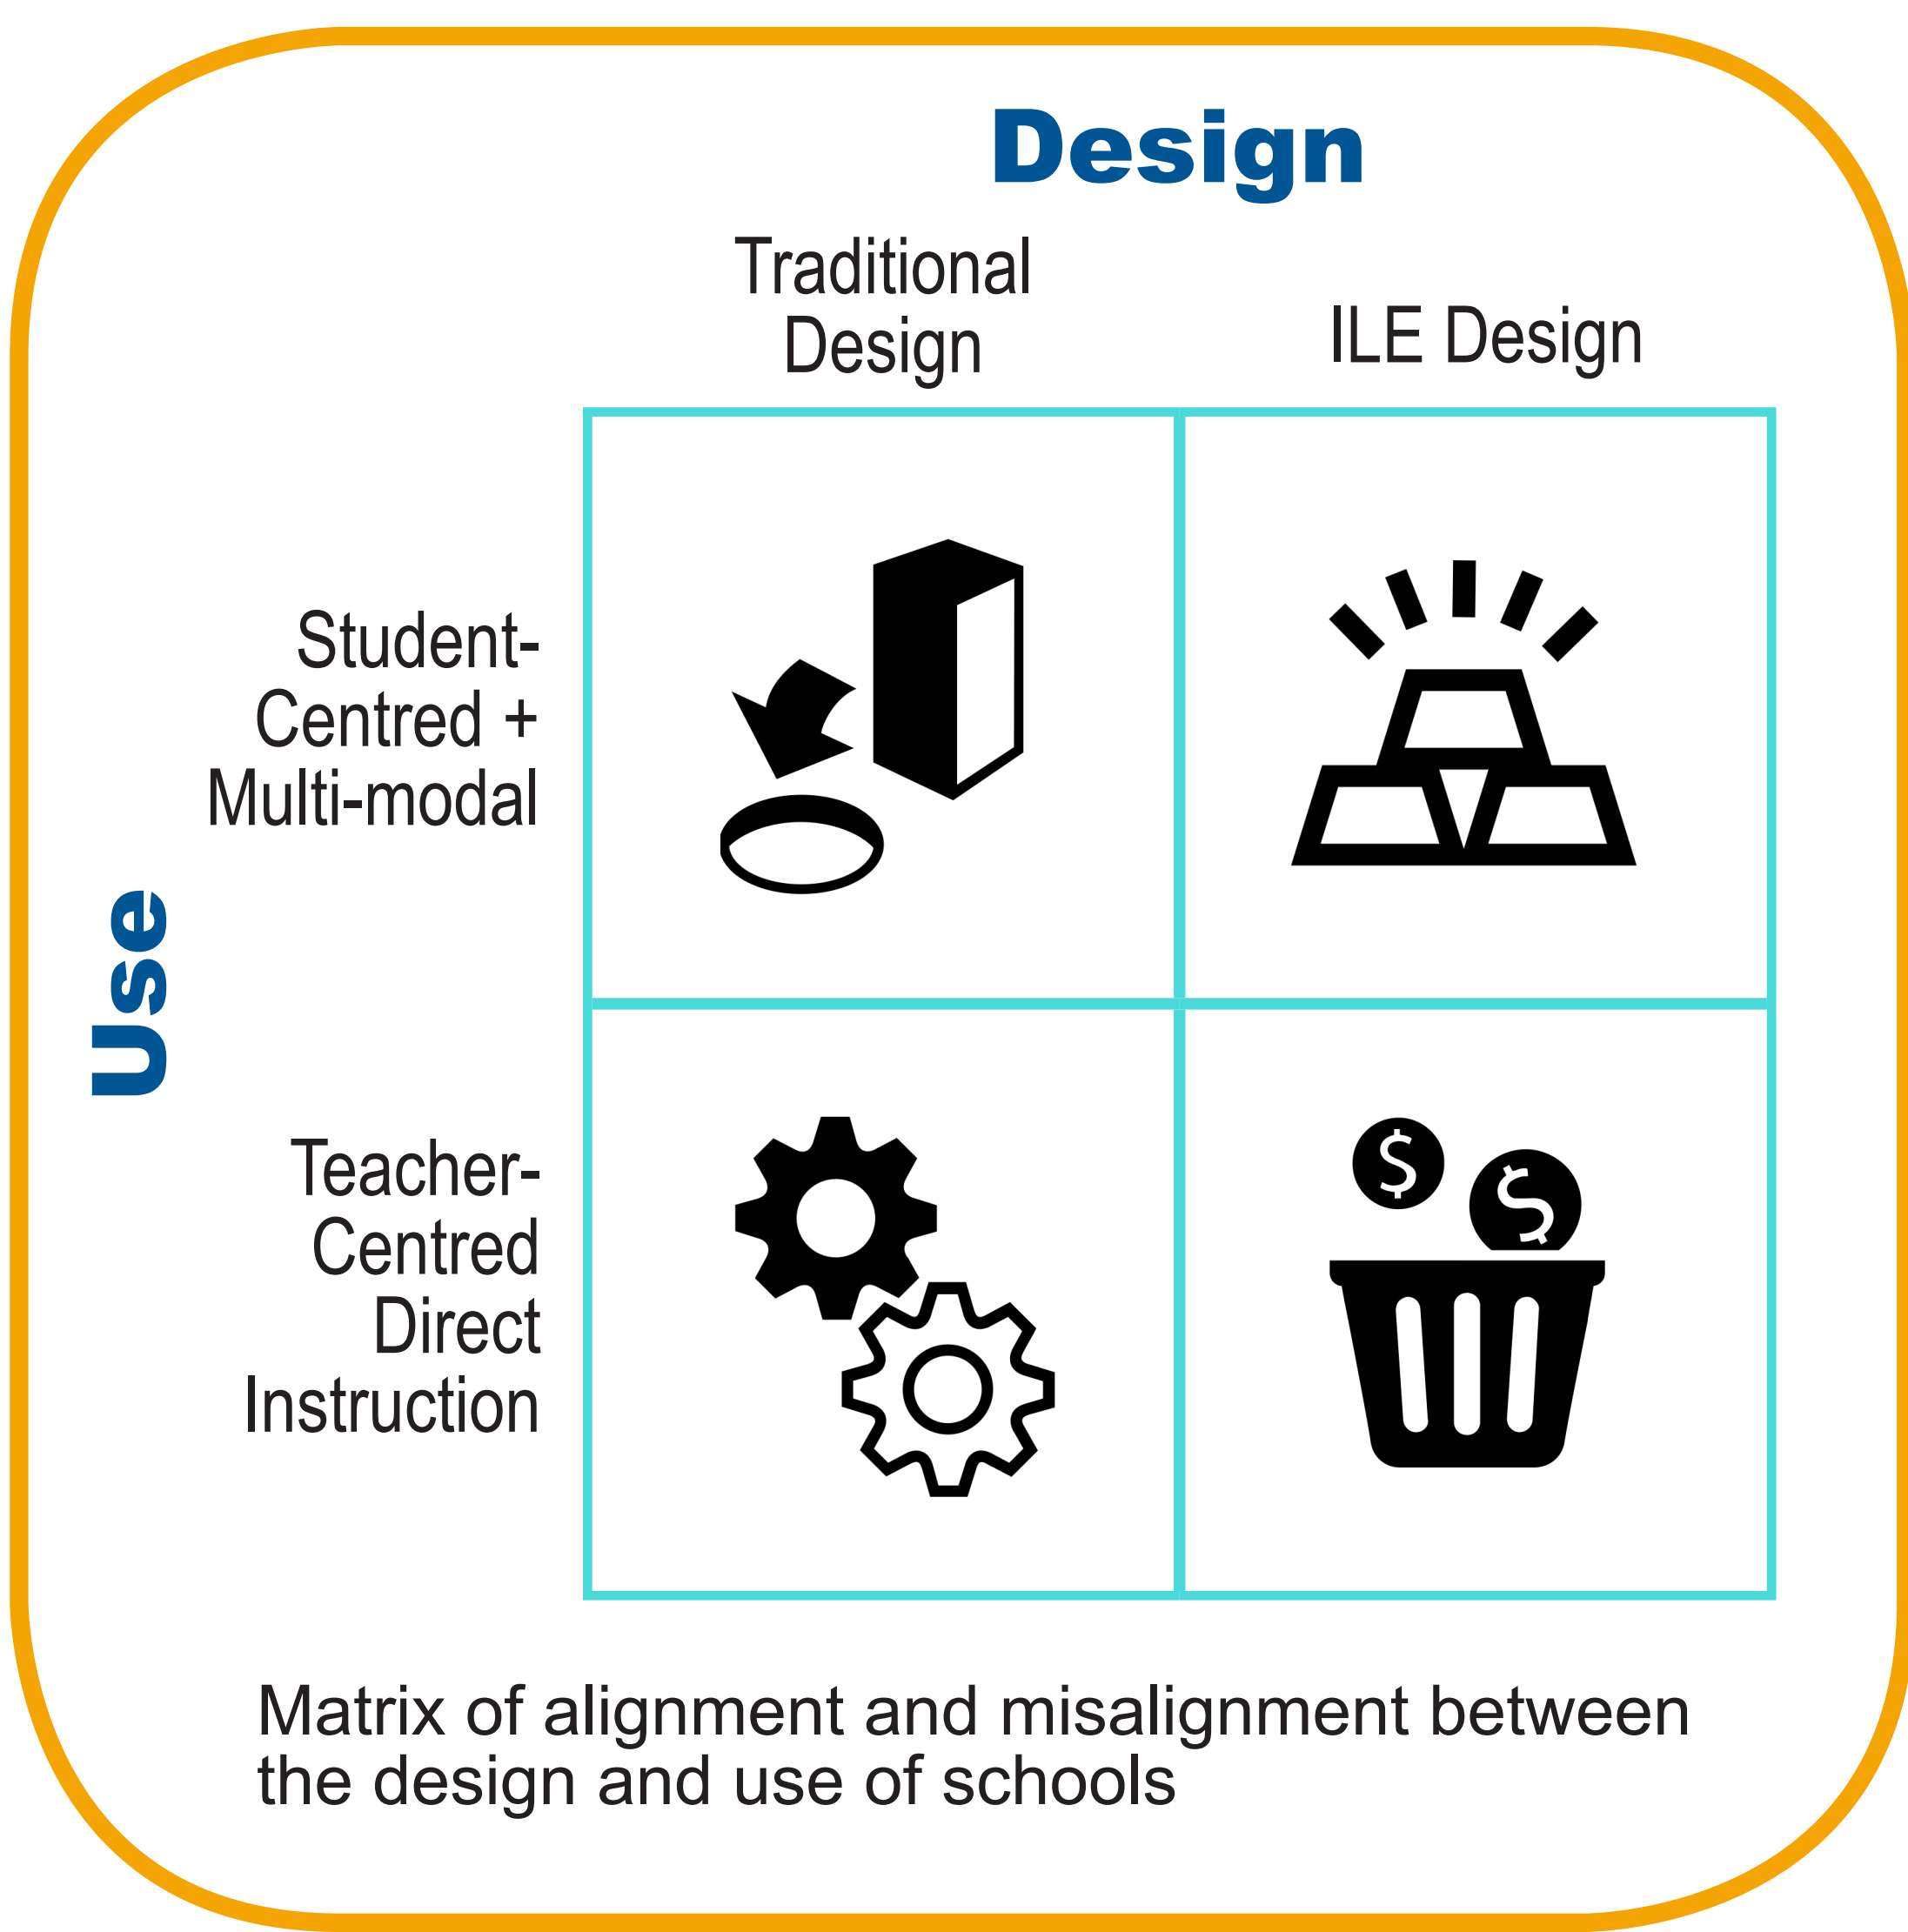 Design
Traditional
Design
ILE Design
Student-
Centred +
Multi-modal
Use
Teacher-
Centred
Direct
Instruction
$
$
Matrix of alignment and misalignment between
the design and use of schools